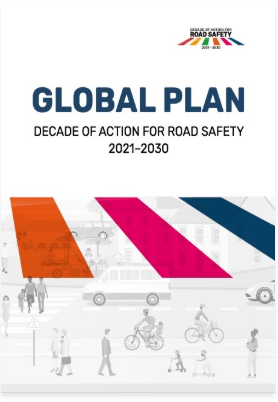 DECADE OF ACTION FOR
ROAD SAFETY
2021-2030
GLOBAL PLAN
DECADE OF ACTION FOR ROAD SAFETY
2021-2030